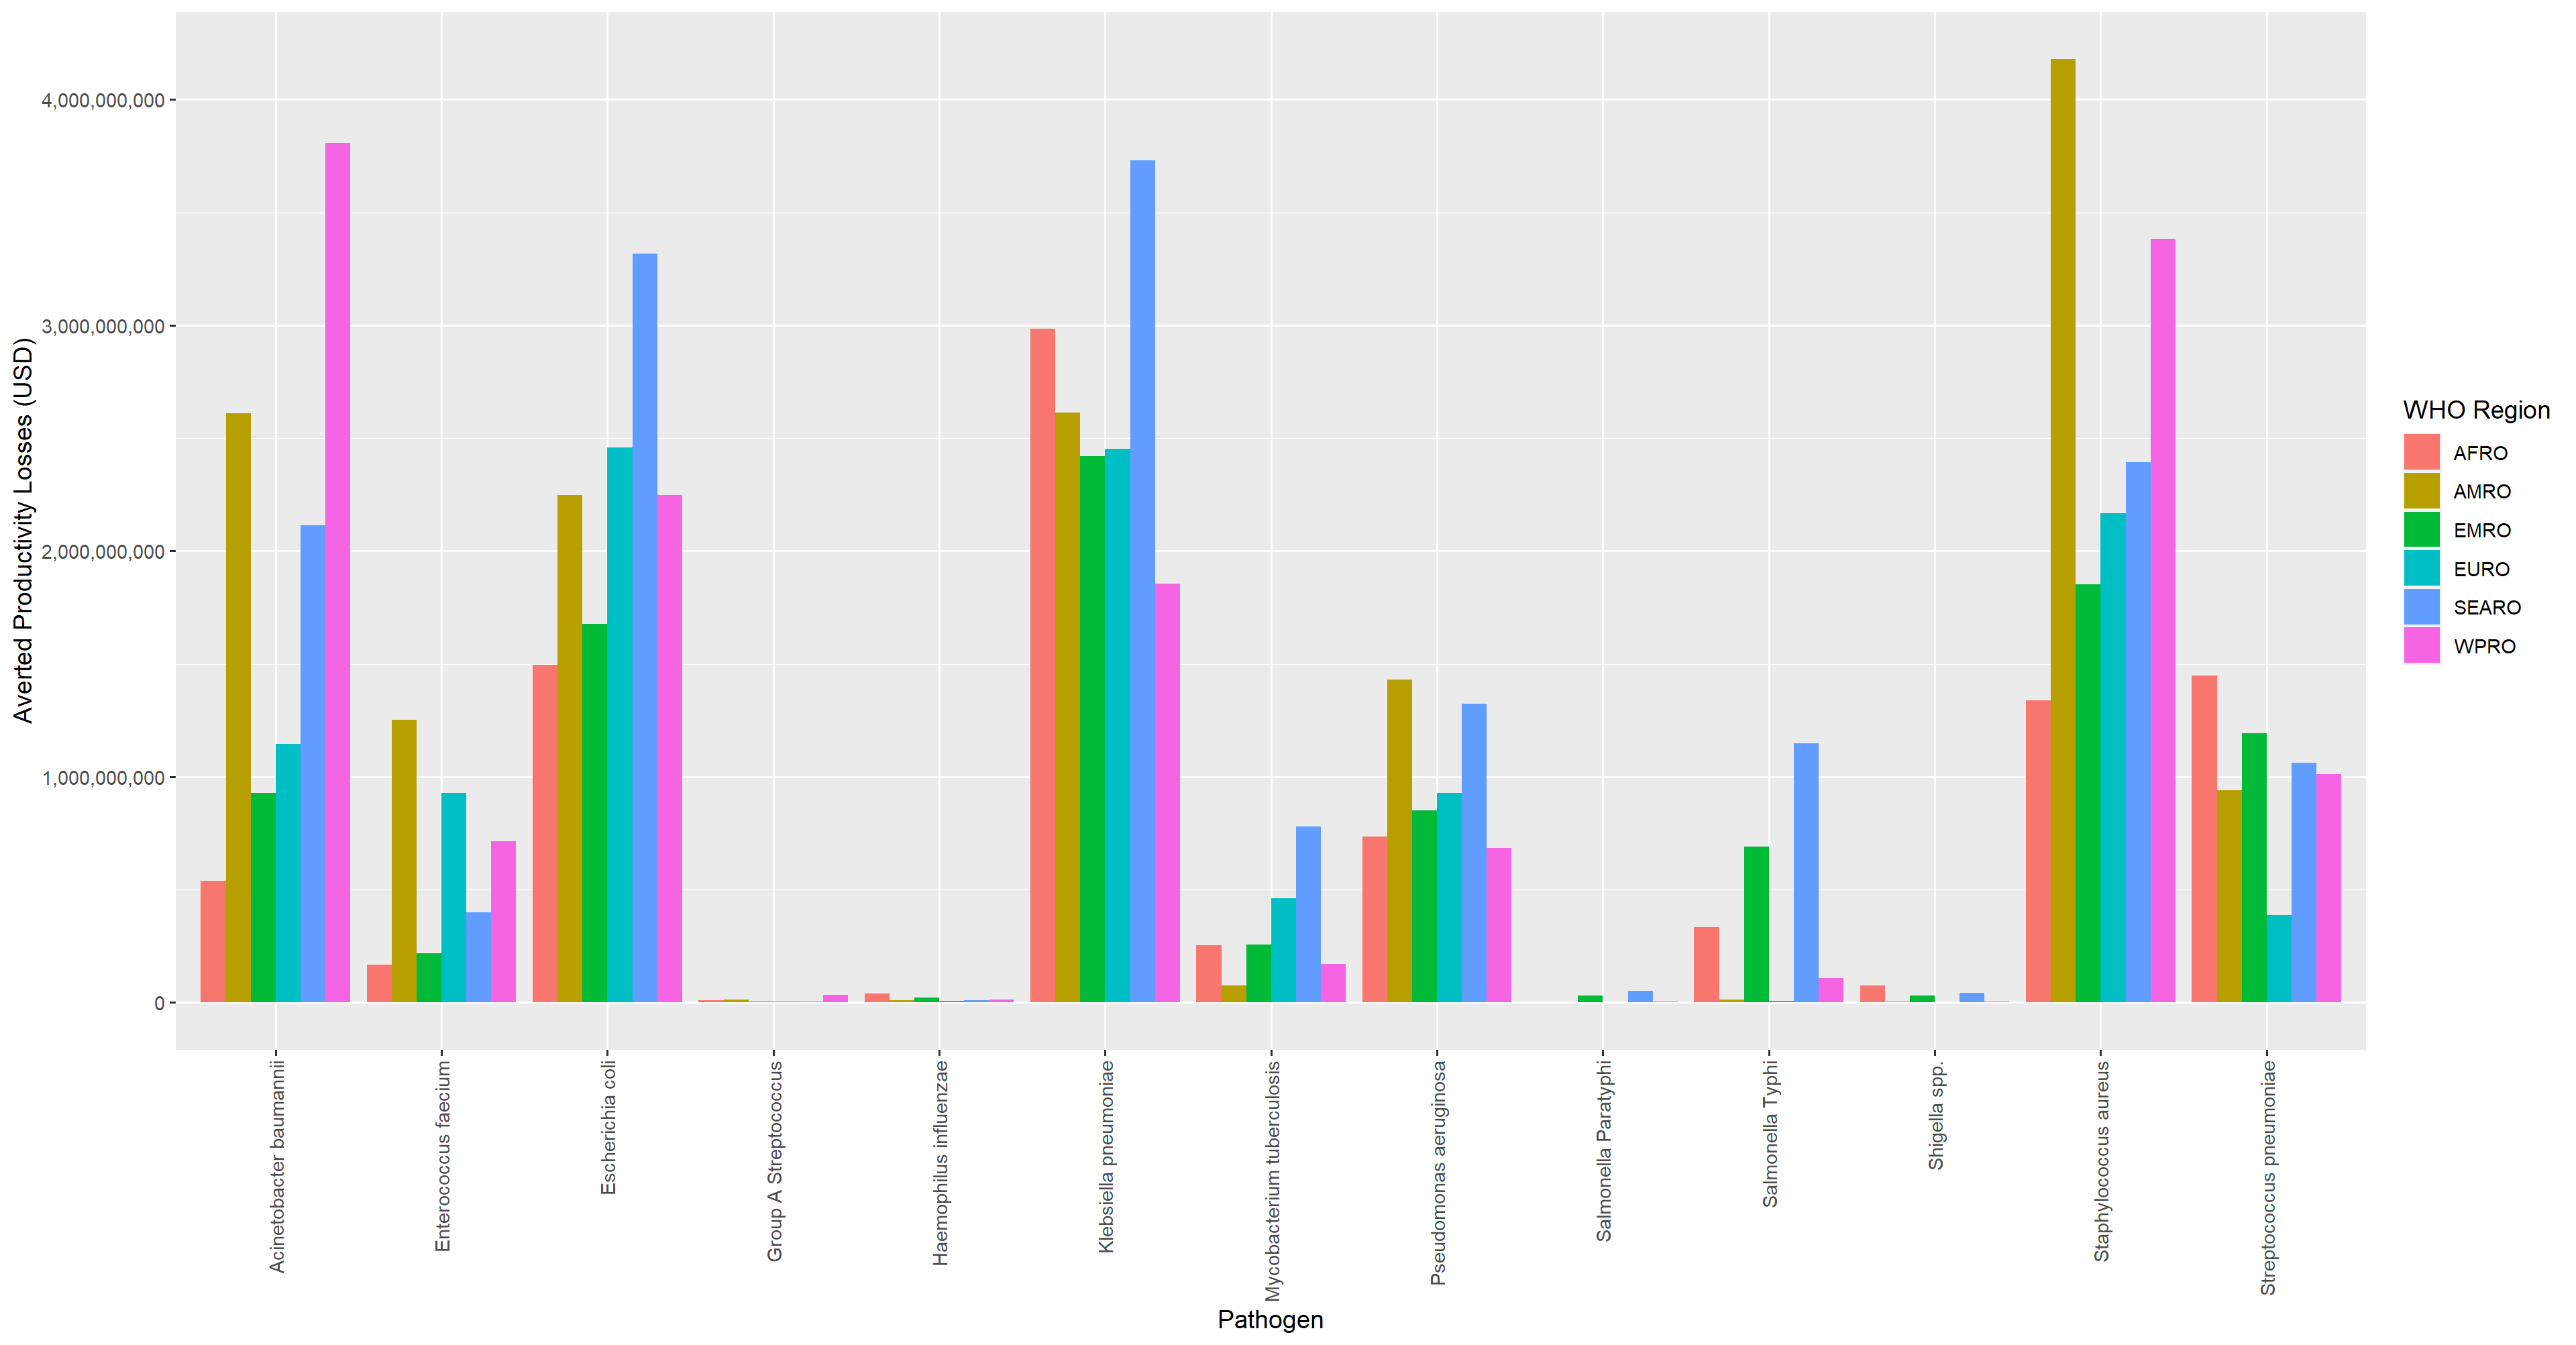 4,000,000,000
3,000,000,000
2,000,000,000
1,000,000,000
0
Averted Productivity Losses (USD)
Acinetobacter baumannii
Enterococcus faecium
Escherichia coli
Group A Streptococcus
Haemophilus influenzae
Klebsiella pneumoniae
Mycobacterium tuberculosis
Pseudomonas aeruginosa
Salmonella Paratyphi
Salmonella Typhi
Shigella spp.
Staphylococcus aureus
Streptococcus pneumoniae
Pathogen
WHO Region
AFRO
AMRO
EMRO
EURO
SEARO
WPRO